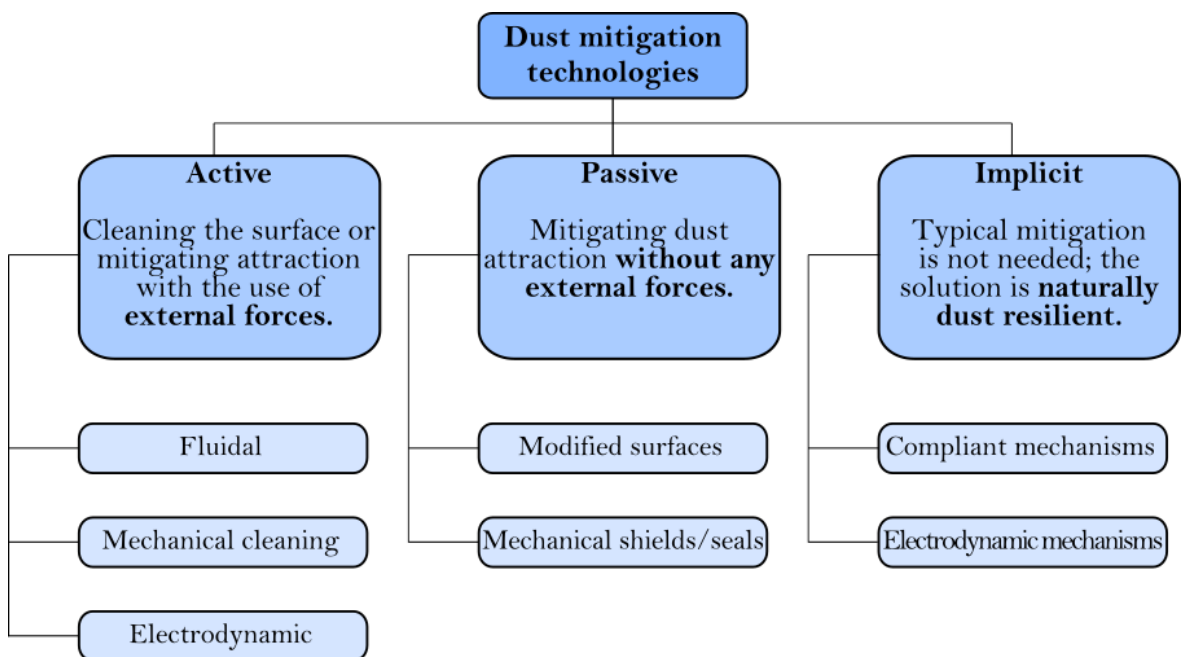 Dust mitigation
technologies
Active
Cleaning the surface or
mitigating attraction
with the use of
external forces.
Fluidal
Mechanical cleaning
Electrodynamic
Passive
Mitigating dust
attraction without any
external forces.
Modified surfaces
Mechanical shields/seals
Implicit
Typical mitigation
is not needed; the
solution is naturally
dust resilient.
Compliant mechanisms
Electrodynamic mechanisms